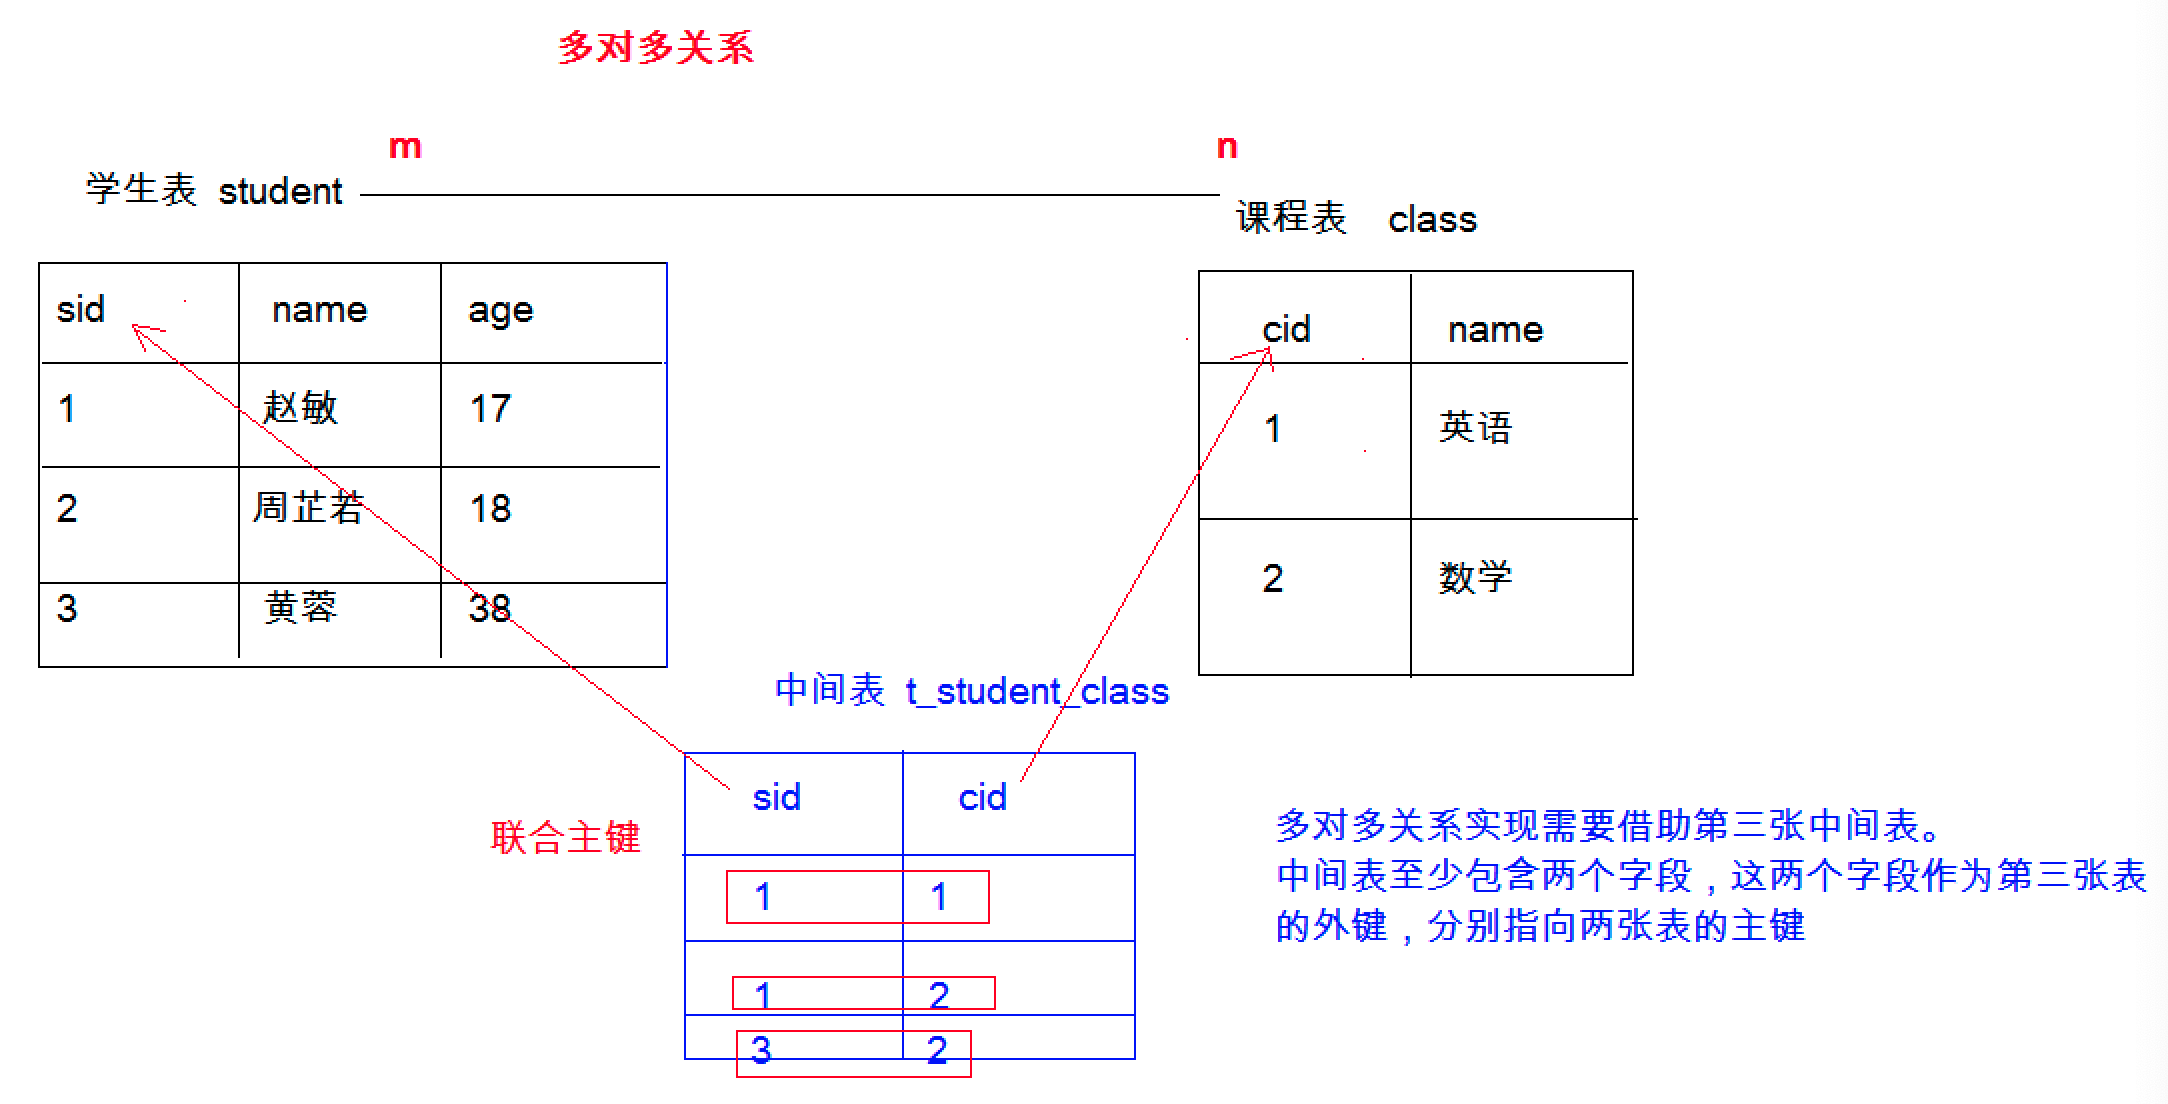 多对多关系
m n
学生表 student
课程表 class
sid name age
1 赵敏 17
2 周芷若 18
3 黄蓉 38
cid name
1 英语
2 数学
中间表 t_student_class
sid cid
联合主键
1 1
1 2
3 2
多对多关系实现需要借助第三张中间表。
中间表至少包含两个字段，这两个字段作为第三张表
的外键，分别指向两张表的主键